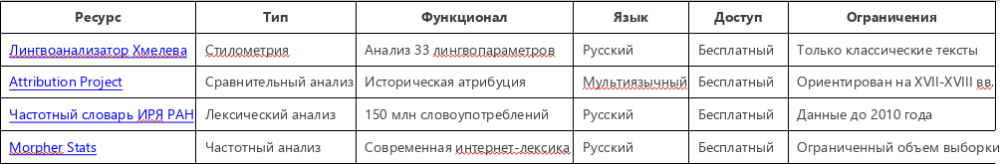 Ресурс Тип Функционал Язык Доступ Ограничения
Лингвоанализатор Хмелева Стилометрия Анализ 33 лингвопараметров Русский Бесплатный Только классические тексты
Attribution Project Сравнительный анализ Историческая атрибуция Мультиязычный Бесплатный Ориентирован на XVII-XVIII вв.
Частотный словарь ИРЯ РАН Лексический анализ 150 млн словоупотреблений Русский Бесплатный Данные до 2010 года
Morpher Stats Частотный анализ Современная интернет-лексика Русский Бесплатный Ограниченный объем выборки